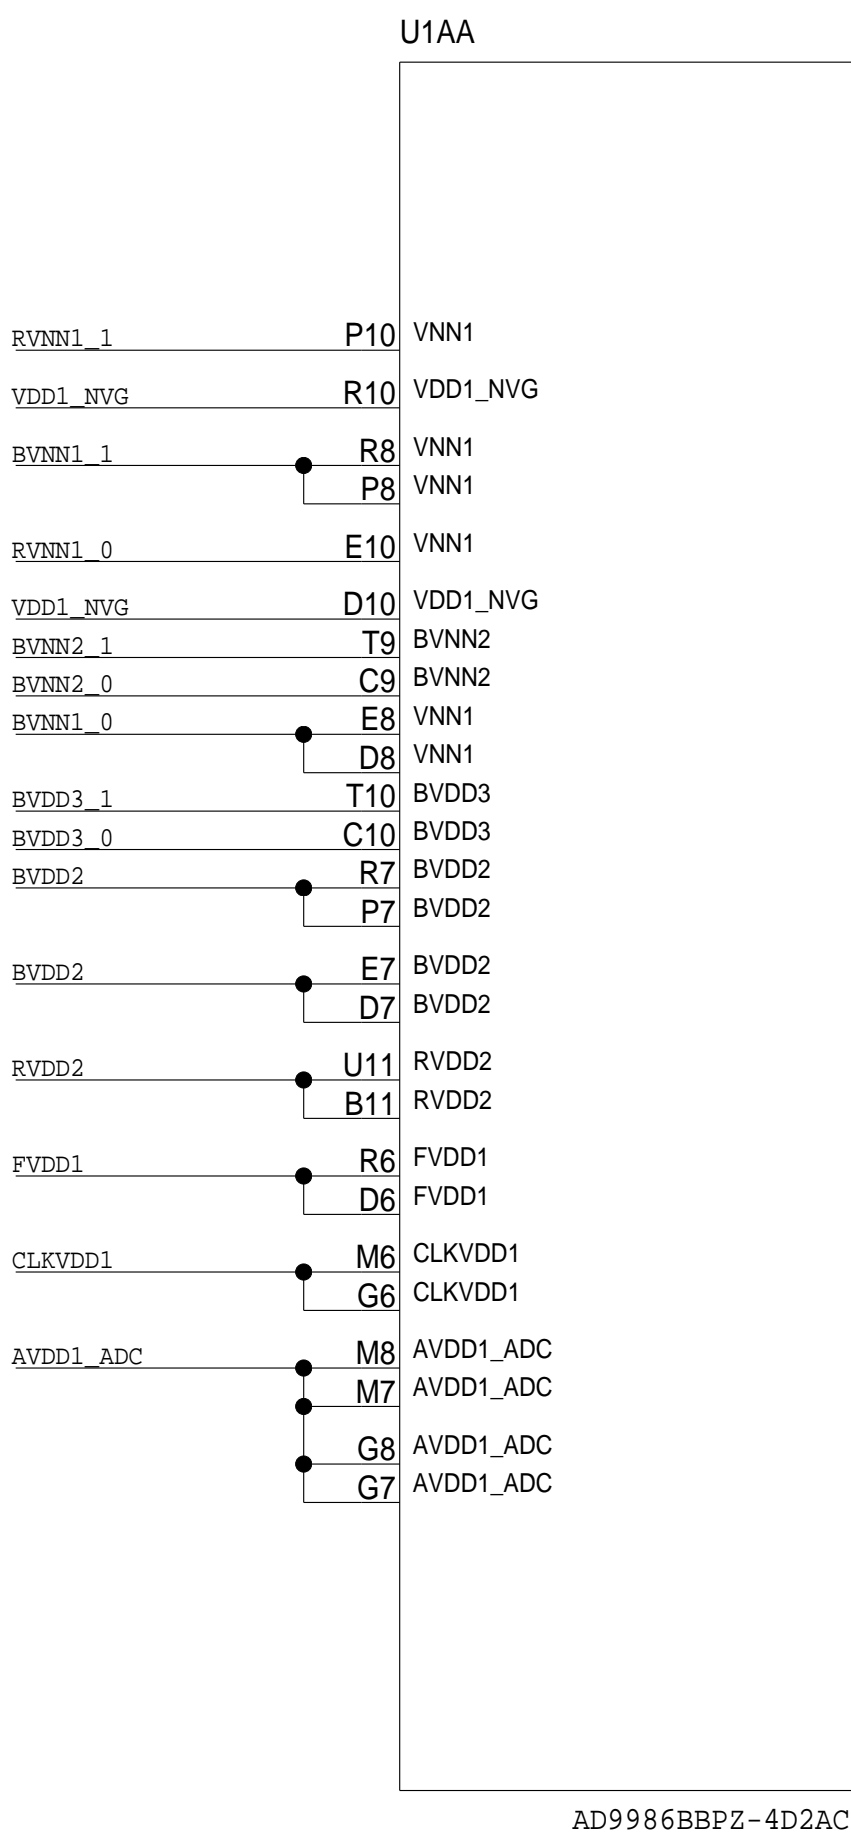 U1AA
RVNN1_1 P10 VNN1
VDD1_NVG R10 VDD1_NVG
BVNN1_1 R8 VNN1
P8 VNN1
RVNN1_0 E10 VNN1
VDD1_NVG D10 VDD1_NVG
BVNN2_1 T9 BVNN2
BVNN2_0 C9 BVNN2
BVNN1_0 E8 VNN1
D8 VNN1
BVDD3_1 T10 BVDD3
BVDD3_0 C10 BVDD3
BVDD2 R7 BVDD2
P7 BVDD2
BVDD2 E7 BVDD2
D7 BVDD2
RVDD2 U11 RVDD2
B11 RVDD2
FVDD1 R6 FVDD1
D6 FVDD1
CLKVDD1 M6 CLKVDD1
G6 CLKVDD1
AVDD1_ADC M8 AVDD1_ADC
M7 AVDD1_ADC
G8 AVDD1_ADC
G7 AVDD1_ADC
AD9986BBPZ-4D2AC